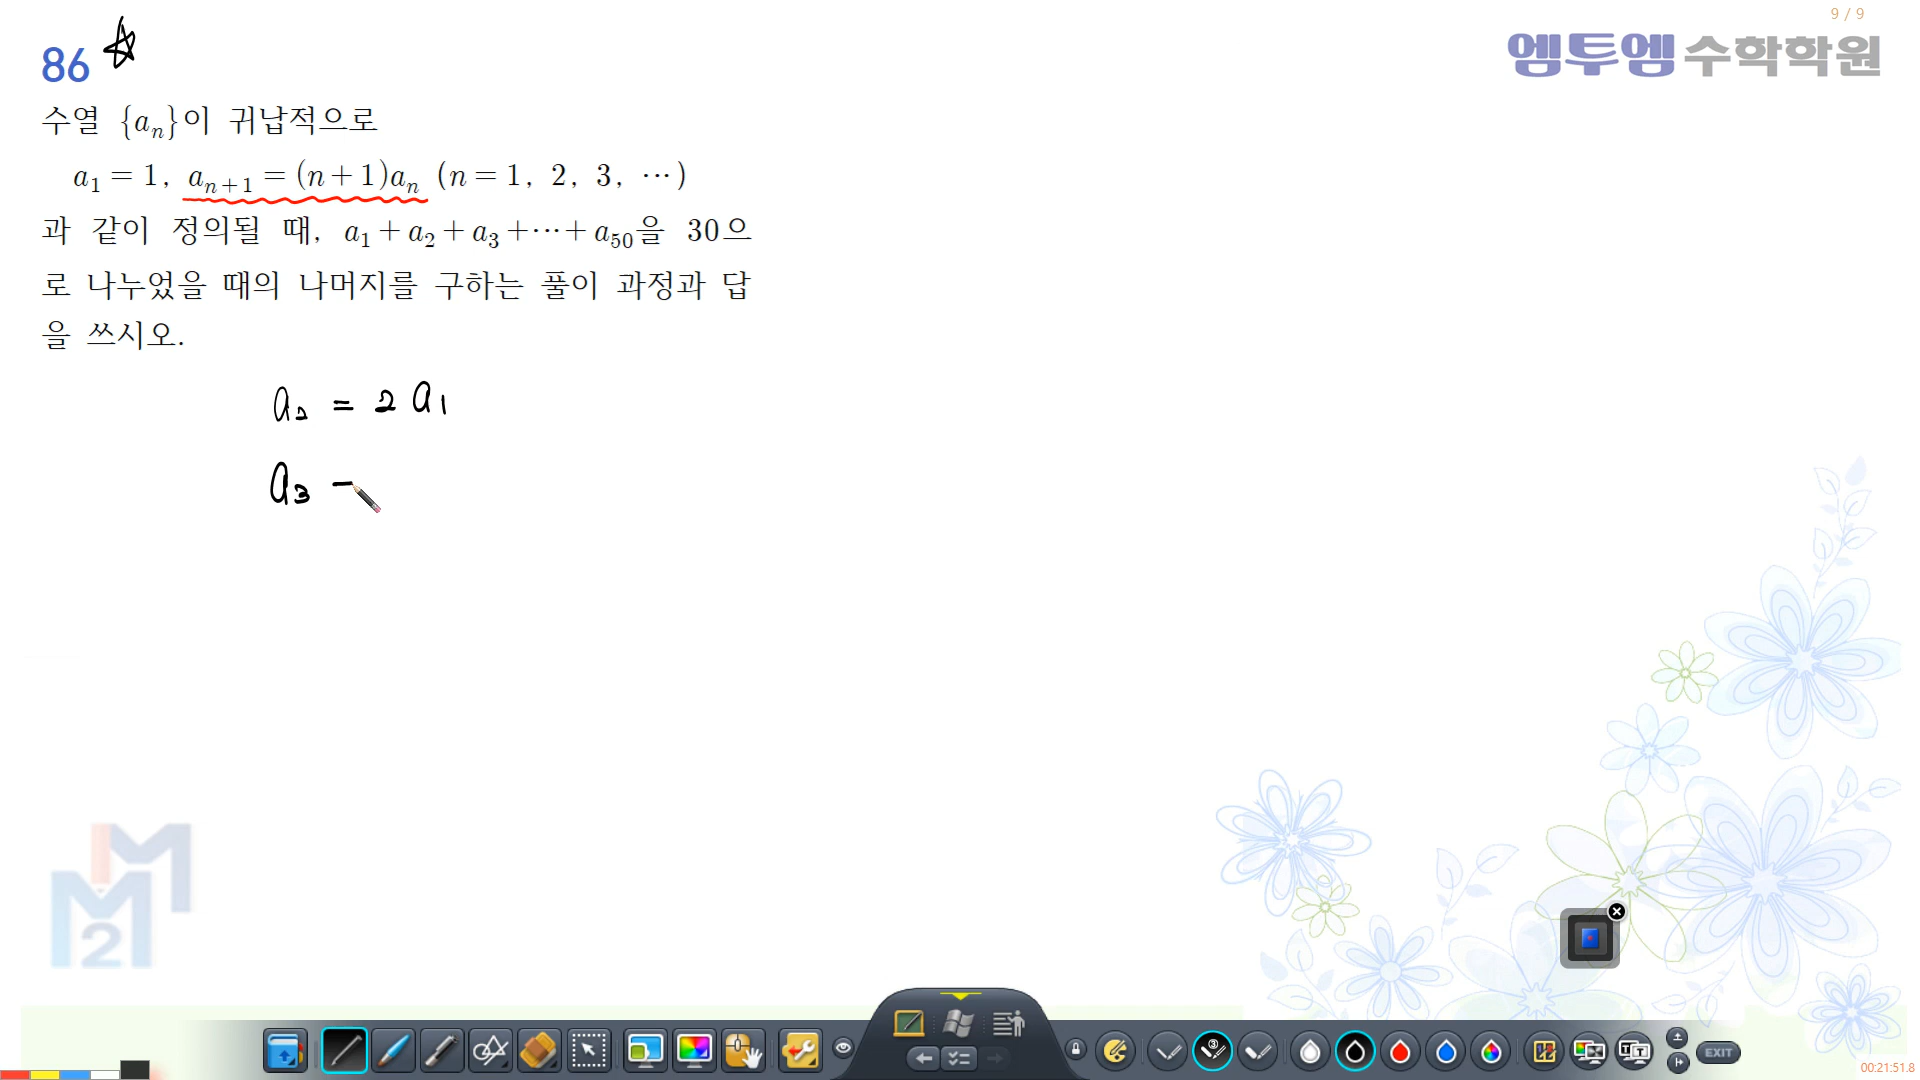 9 / 9
86
엠투엠 수학학원
수열 {aₙ}이 귀납적으로
a₁ = 1, aₙ₊₁ = (n+1)aₙ (n = 1, 2, 3, ⋯)
과 같이 정의될 때, a₁ + a₂ + a₃ + ⋯ + a₅₀을 30으
로 나누었을 때의 나머지를 구하는 풀이 과정과 답
을 쓰시오.
a₂ = 2 a₁
a₃ -
M
M
2
EXIT
00:21:51.8